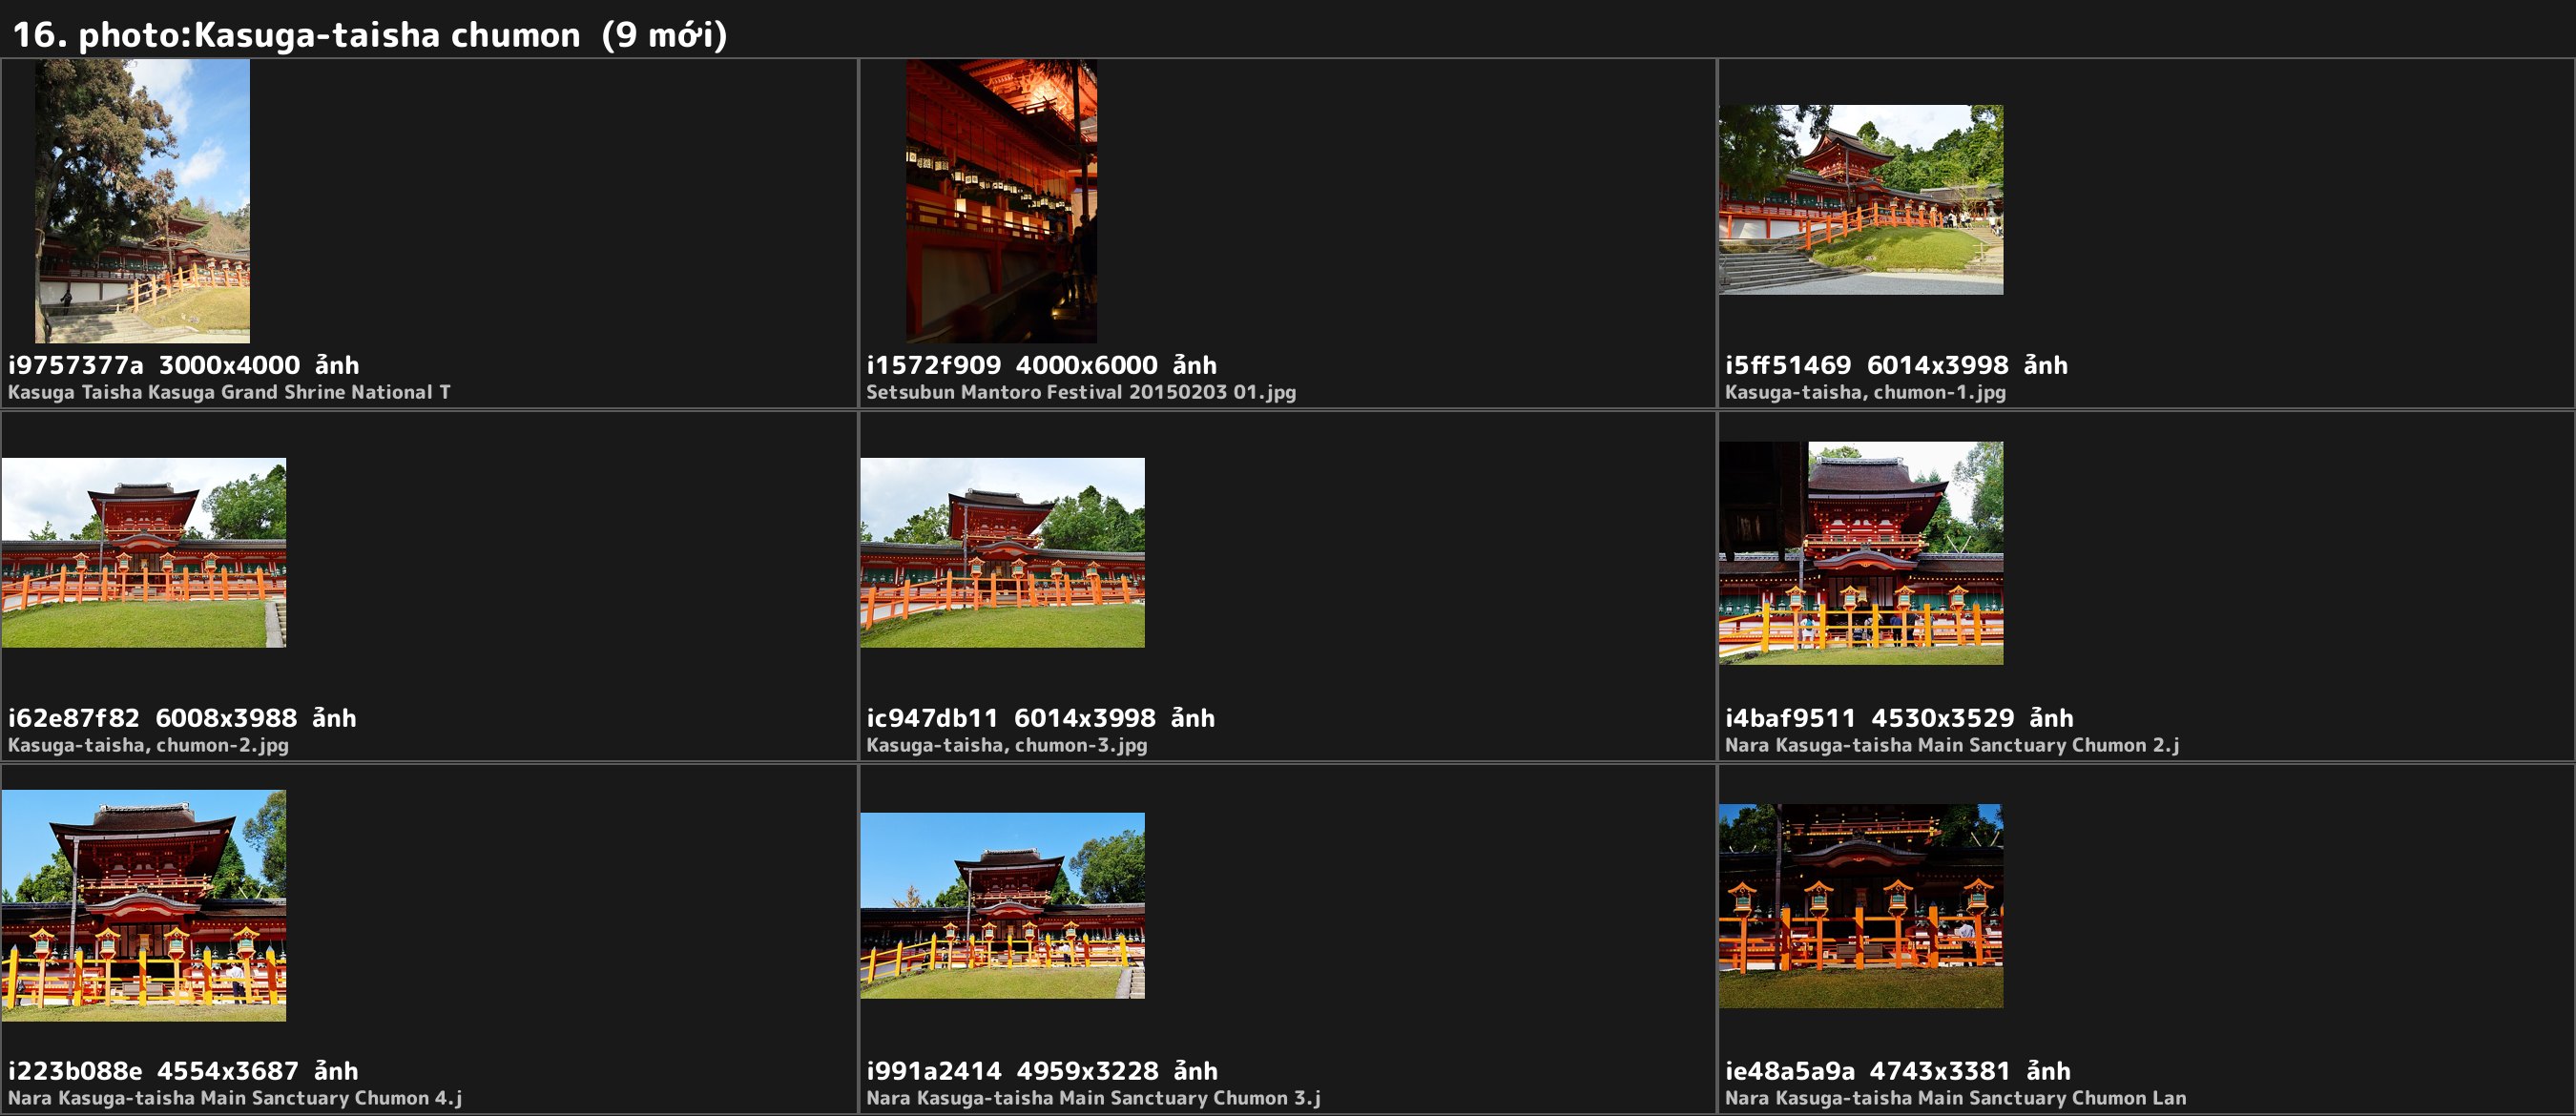 16. photo:Kasuga-taisha chumon (9 mới)
i9757377a 3000x4000 ảnh
Kasuga Taisha Kasuga Grand Shrine National T
i1572f909 4000x6000 ảnh
Setsubun Mantoro Festival 20150203 01.jpg
i5ff51469 6014x3998 ảnh
Kasuga-taisha, chumon-1.jpg
i62e87f82 6008x3988 ảnh
Kasuga-taisha, chumon-2.jpg
ic947db11 6014x3998 ảnh
Kasuga-taisha, chumon-3.jpg
i4baf9511 4530x3529 ảnh
Nara Kasuga-taisha Main Sanctuary Chumon 2.j
i223b088e 4554x3687 ảnh
Nara Kasuga-taisha Main Sanctuary Chumon 4.j
i991a2414 4959x3228 ảnh
Nara Kasuga-taisha Main Sanctuary Chumon 3.j
ie48a5a9a 4743x3381 ảnh
Nara Kasuga-taisha Main Sanctuary Chumon Lan